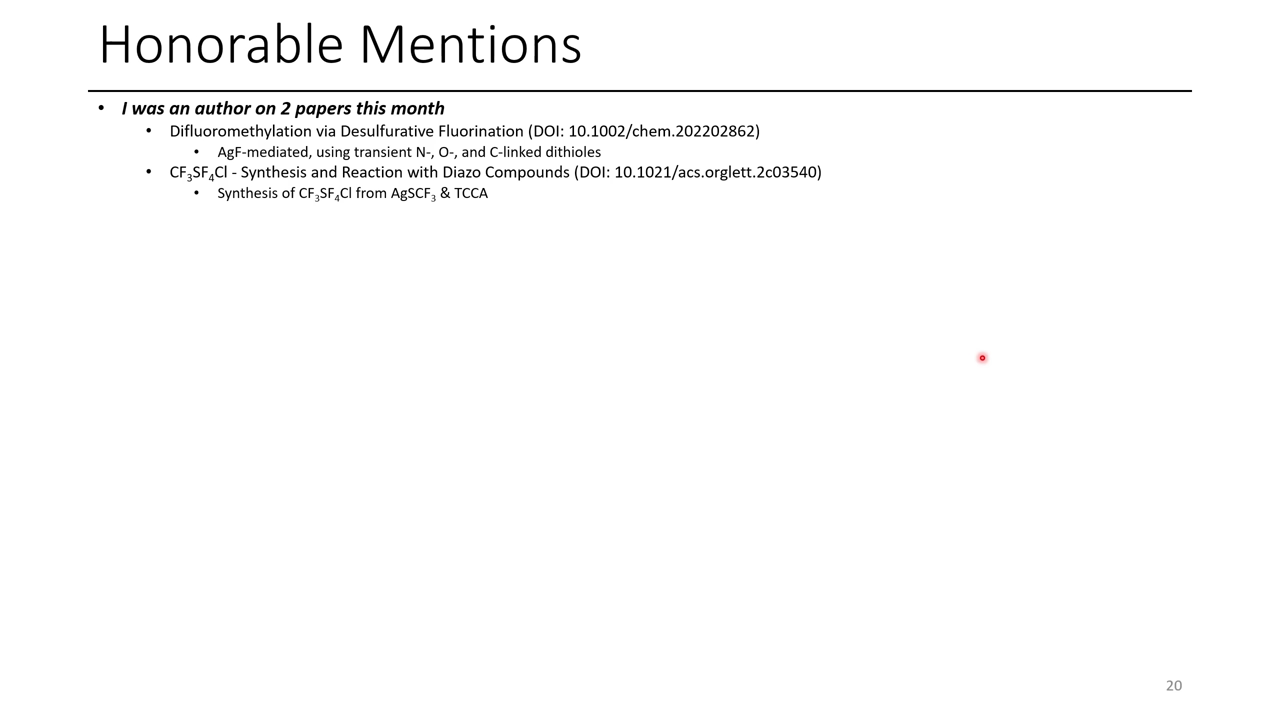 Honorable Mentions
• I was an author on 2 papers this month
• Difluoromethylation via Desulfurative Fluorination (DOI: 10.1002/chem.202202862)
• AgF-mediated, using transient N-, O-, and C-linked dithioles
• CF₃SF₄Cl - Synthesis and Reaction with Diazo Compounds (DOI: 10.1021/acs.orglett.2c03540)
• Synthesis of CF₃SF₄Cl from AgSCF₃ & TCCA
20